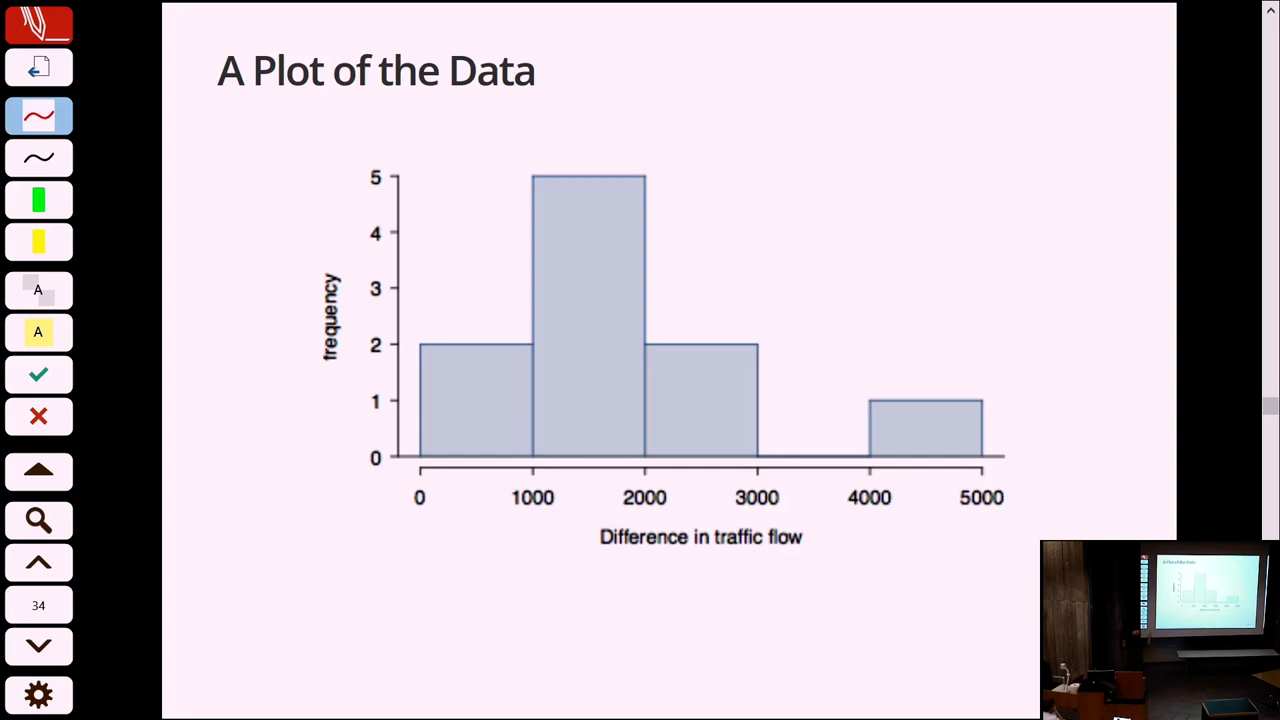 A Plot of the Data
5
4
3
2
1
0
frequency
0 1000 2000 3000 4000 5000
Difference in traffic flow
A
A
34